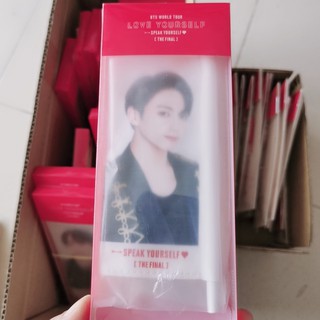 BTS WORLD TOUR
LOVE YOURSELF
SPEAK YOURSELF
[THE FINAL]
SPEAK YOURSELF
[THE FINAL]